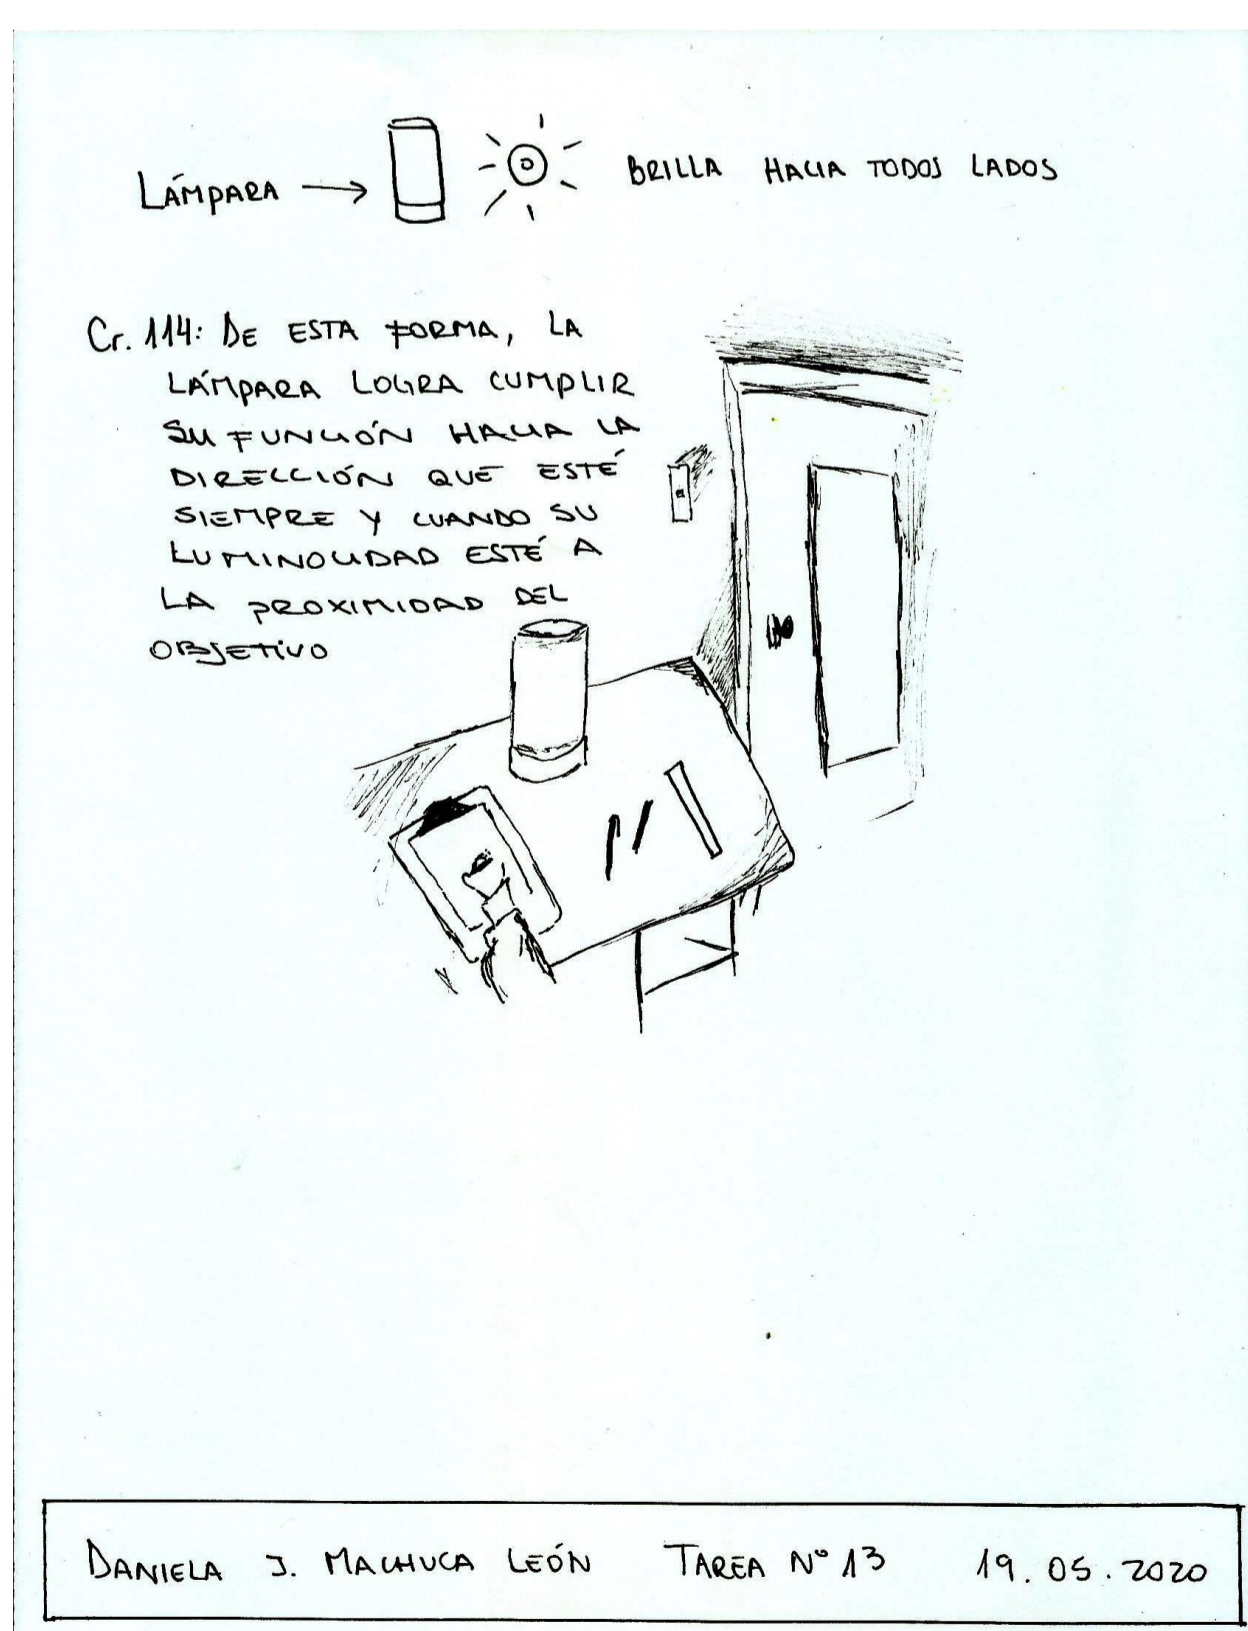 LÁMPARA → BRILLA HACIA TODOS LADOS
Cr. 114: DE ESTA FORMA, LA
LÁMPARA LOGRA CUMPLIR
SU FUNCIÓN HACIA LA
DIRECCIÓN QUE ESTÉ
SIEMPRE Y CUANDO SU
LUMINOCIDAD ESTÉ A
LA PROXIMIDAD DEL
OBJETIVO
DANIELA J. MACHUCA LEÓN TAREA N° 13 19.05.2020